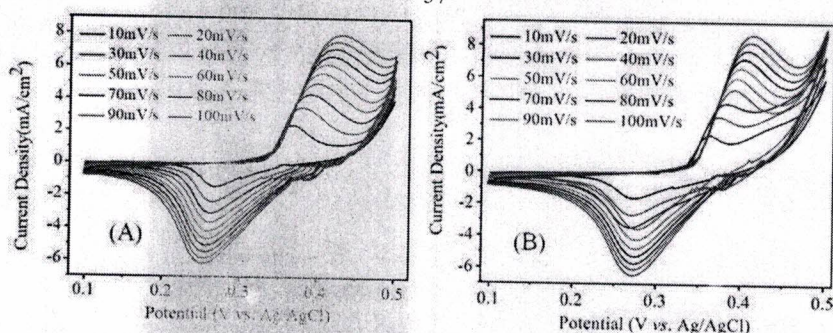 10mV/s 20mV/s
30mV/s 40mV/s
50mV/s 60mV/s
70mV/s 80mV/s
90mV/s 100mV/s
8
6
4
2
0
-2
-4
-6
Current Density(mA/cm²)
(A)
0.1 0.2 0.3 0.4 0.5
Potential (V vs. Ag/AgCl)
10mV/s 20mV/s
30mV/s 40mV/s
50mV/s 60mV/s
70mV/s 80mV/s
90mV/s 100mV/s
8
6
4
2
0
-2
-4
-6
Current Density(mA/cm²)
(B)
0.1 0.2 0.3 0.4 0.5
Potential (V vs. Ag/AgCl)